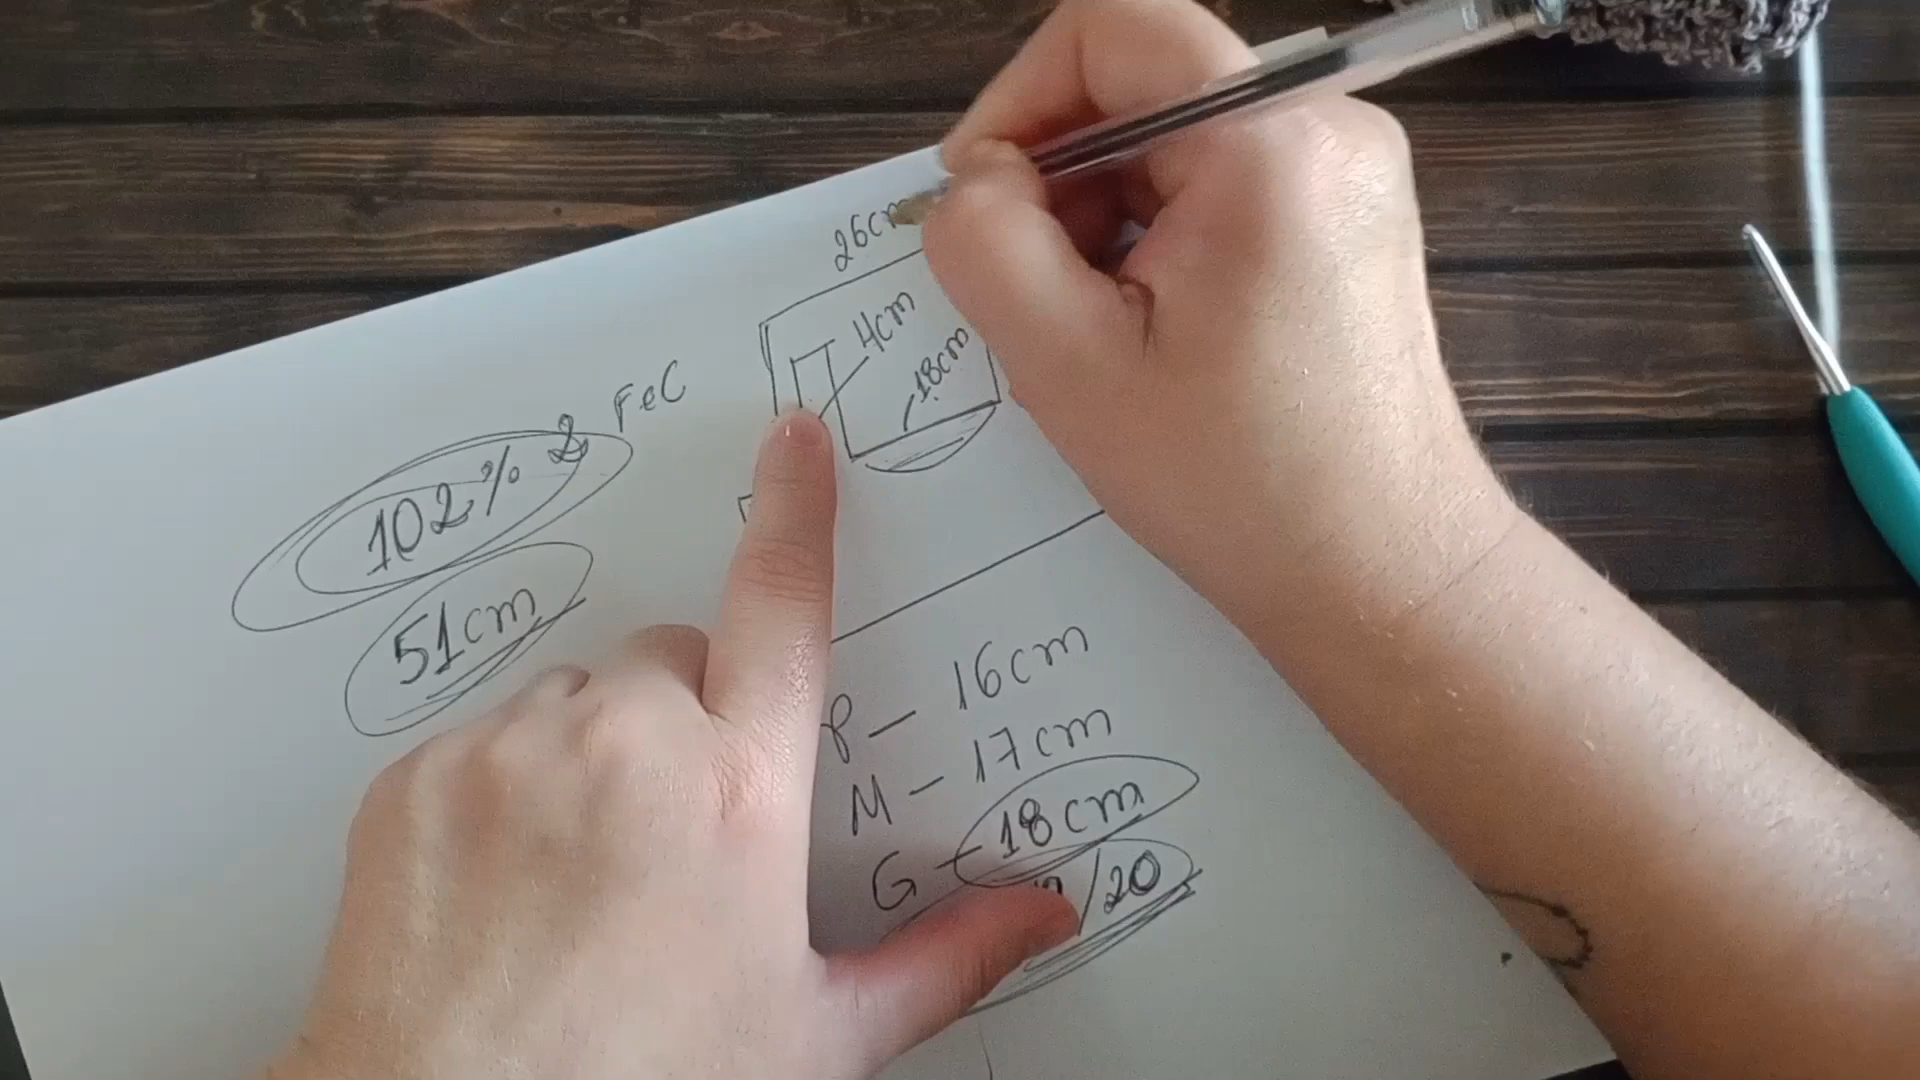 26cm
4cm
18cm
FeC
102%
51cm
P - 16cm
M - 17cm
G - 18cm
/20